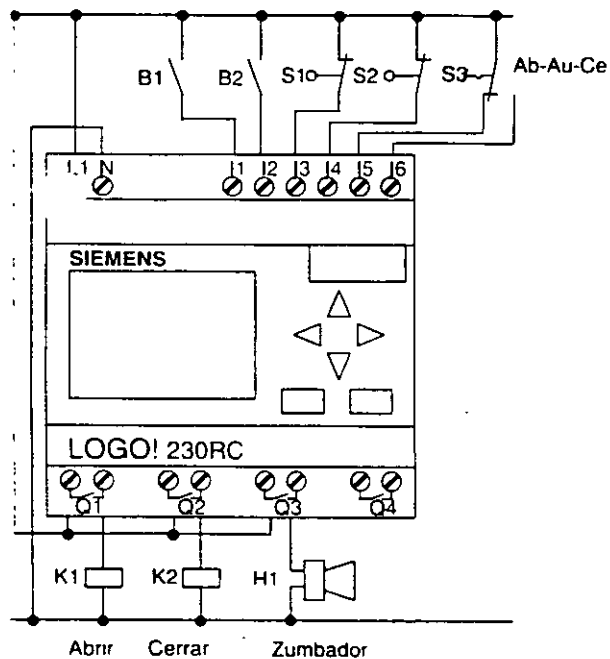 B1 B2 S1 S2 S3 Ab-Au-Ce
L1 N I1 I2 I3 I4 I5 I6
SIEMENS
LOGO! 230RC
Q1 Q2 Q3 Q4
K1 K2 H1
Abrir Cerrar Zumbador